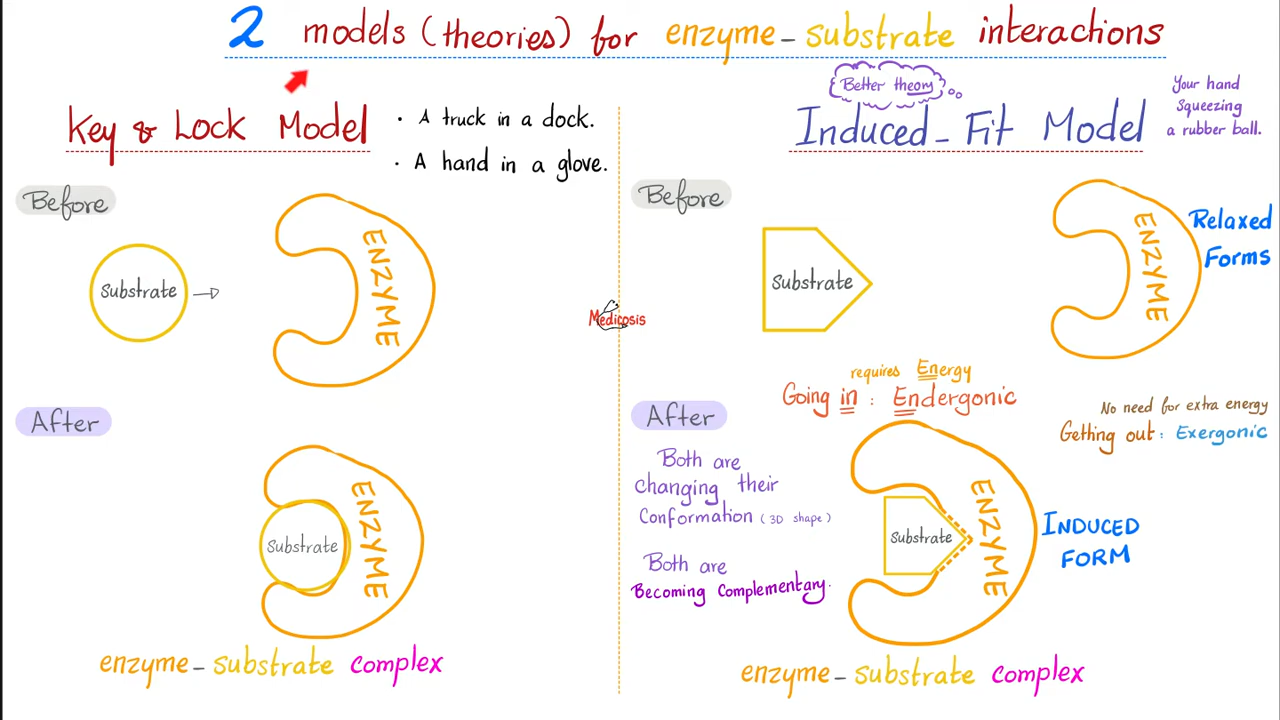 2 models (theories) for enzyme - substrate interachions
Key & Lock Model
· A truck in a dock.
· A hand in a glove.
Before
Substrate
ENZYME
After
Substrate
ENZYME
enzyme - substrate complex
Medicosis
Better theory
Induced - Fit Model
Your hand
squeezing
a rubber ball.
Before
Substrate
ENZYME
Relaxed
Forms
requires Energy
Going in : Endergonic
No need for extra energy
Getting out : Exergonic
After
Both are
changing their
Conformation (3D shape)
Both are
Becoming Complementary.
Substrate
ENZYME
INDUCED
FORM
enzyme - substrate complex